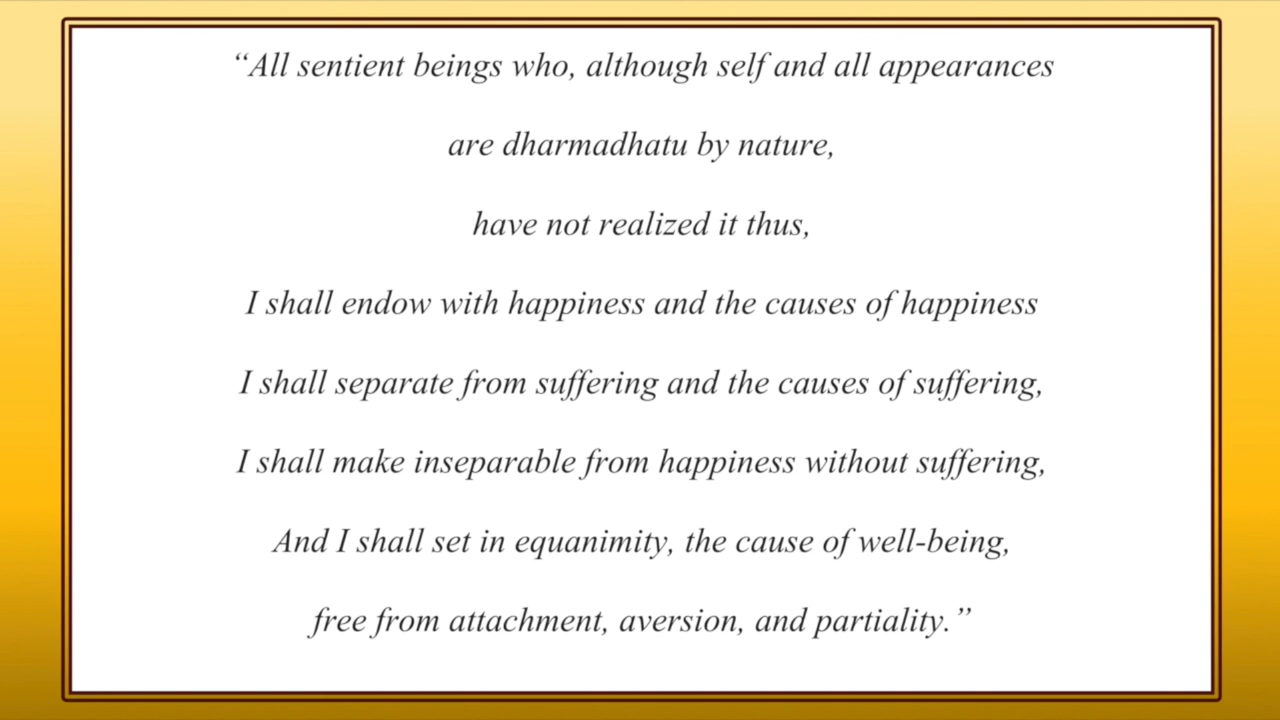 “All sentient beings who, although self and all appearances
are dharmadhatu by nature,
have not realized it thus,
I shall endow with happiness and the causes of happiness
I shall separate from suffering and the causes of suffering,
I shall make inseparable from happiness without suffering,
And I shall set in equanimity, the cause of well-being,
free from attachment, aversion, and partiality.”